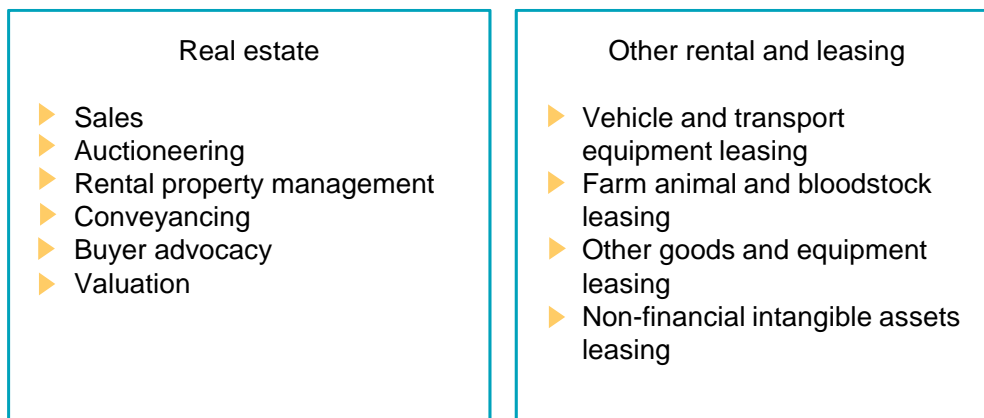 Real estate
Sales
Auctioneering
Rental property management
Conveyancing
Buyer advocacy
Valuation
Other rental and leasing
Vehicle and transport
equipment leasing
Farm animal and bloodstock
leasing
Other goods and equipment
leasing
Non-financial intangible assets
leasing